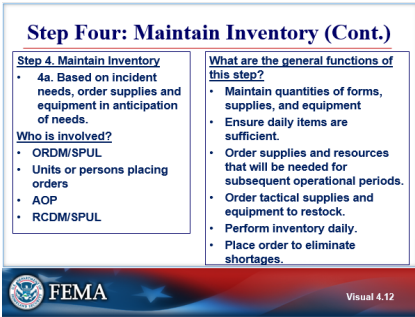 Step Four: Maintain Inventory (Cont.)
Step 4. Maintain Inventory
• 4a. Based on incident
needs, order supplies and
equipment in anticipation
of needs.
Who is involved?
• ORDM/SPUL
• Units or persons placing
orders
• AOP
• RCDM/SPUL
What are the general functions of
this step?
• Maintain quantities of forms,
supplies, and equipment
• Ensure daily items are
sufficient.
• Order supplies and resources
that will be needed for
subsequent operational periods.
• Order tactical supplies and
equipment to restock.
• Perform inventory daily.
• Place order to eliminate
shortages.
FEMA
Visual 4.12